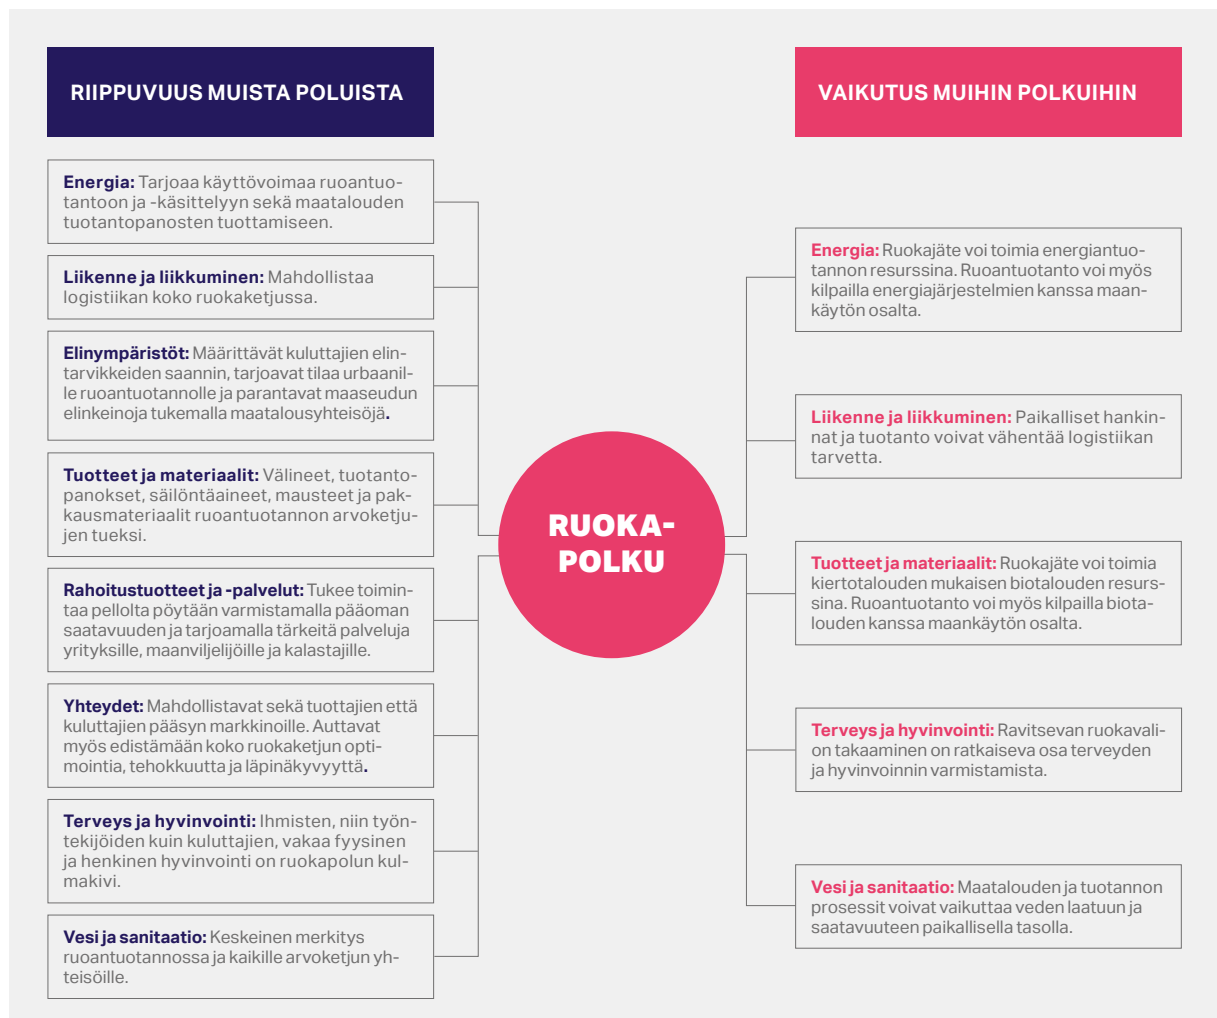 RIIPPUVUUS MUISTA POLUISTA
Energia: Tarjoaa käyttövoimaa ruoantuo-
tantoon ja -käsittelyyn sekä maatalouden
tuotantopanosten tuottamiseen.
Liikenne ja liikkuminen: Mahdollistaa
logistiikan koko ruokaketjussa.
Elinympäristöt: Määrittävät kuluttajien elin-
tarvikkeiden saannin, tarjoavat tilaa urbaanil-
le ruoantuotannolle ja parantavat maaseudun
elinkeinoja tukemalla maatalousyhteisöjä.
Tuotteet ja materiaalit: Välineet, tuotanto-
panokset, säilöntäaineet, mausteet ja pak-
kausmateriaalit ruoantuotannon arvoketju-
jen tueksi.
Rahoitustuotteet ja -palvelut: Tukee toimin-
taa pellolta pöytään varmistamalla pääoman
saatavuuden ja tarjoamalla tärkeitä palveluja
yrityksille, maanviljelijöille ja kalastajille.
Yhteydet: Mahdollistavat sekä tuottajien että
kuluttajien pääsyn markkinoille. Auttavat
myös edistämään koko ruokaketjun opti-
mointia, tehokkuutta ja läpinäkyvyyttä.
Terveys ja hyvinvointi: Ihmisten, niin työn-
tekijöiden kuin kuluttajien, vakaa fyysinen
ja henkinen hyvinvointi on ruokapolun kul-
makivi.
Vesi ja sanitaatio: Keskeinen merkitys
ruoantuotannossa ja kaikille arvoketjun yh-
teisöille.
RUOKA-
POLKU
VAIKUTUS MUIHIN POLKUIHIN
Energia: Ruokajäte voi toimia energiantuo-
tannon resurssina. Ruoantuotanto voi myös
kilpailla energiajärjestelmien kanssa maan-
käytön osalta.
Liikenne ja liikkuminen: Paikalliset hankin-
nat ja tuotanto voivat vähentää logistiikan
tarvetta.
Tuotteet ja materiaalit: Ruokajäte voi toimia
kiertotalouden mukaisen biotalouden resurs-
sina. Ruoantuotanto voi myös kilpailla biota-
louden kanssa maankäytön osalta.
Terveys ja hyvinvointi: Ravitsevan ruokavali-
on takaaminen on ratkaiseva osa terveyden
ja hyvinvoinnin varmistamista.
Vesi ja sanitaatio: Maatalouden ja tuotannon
prosessit voivat vaikuttaa veden laatuun ja
saatavuuteen paikallisella tasolla.